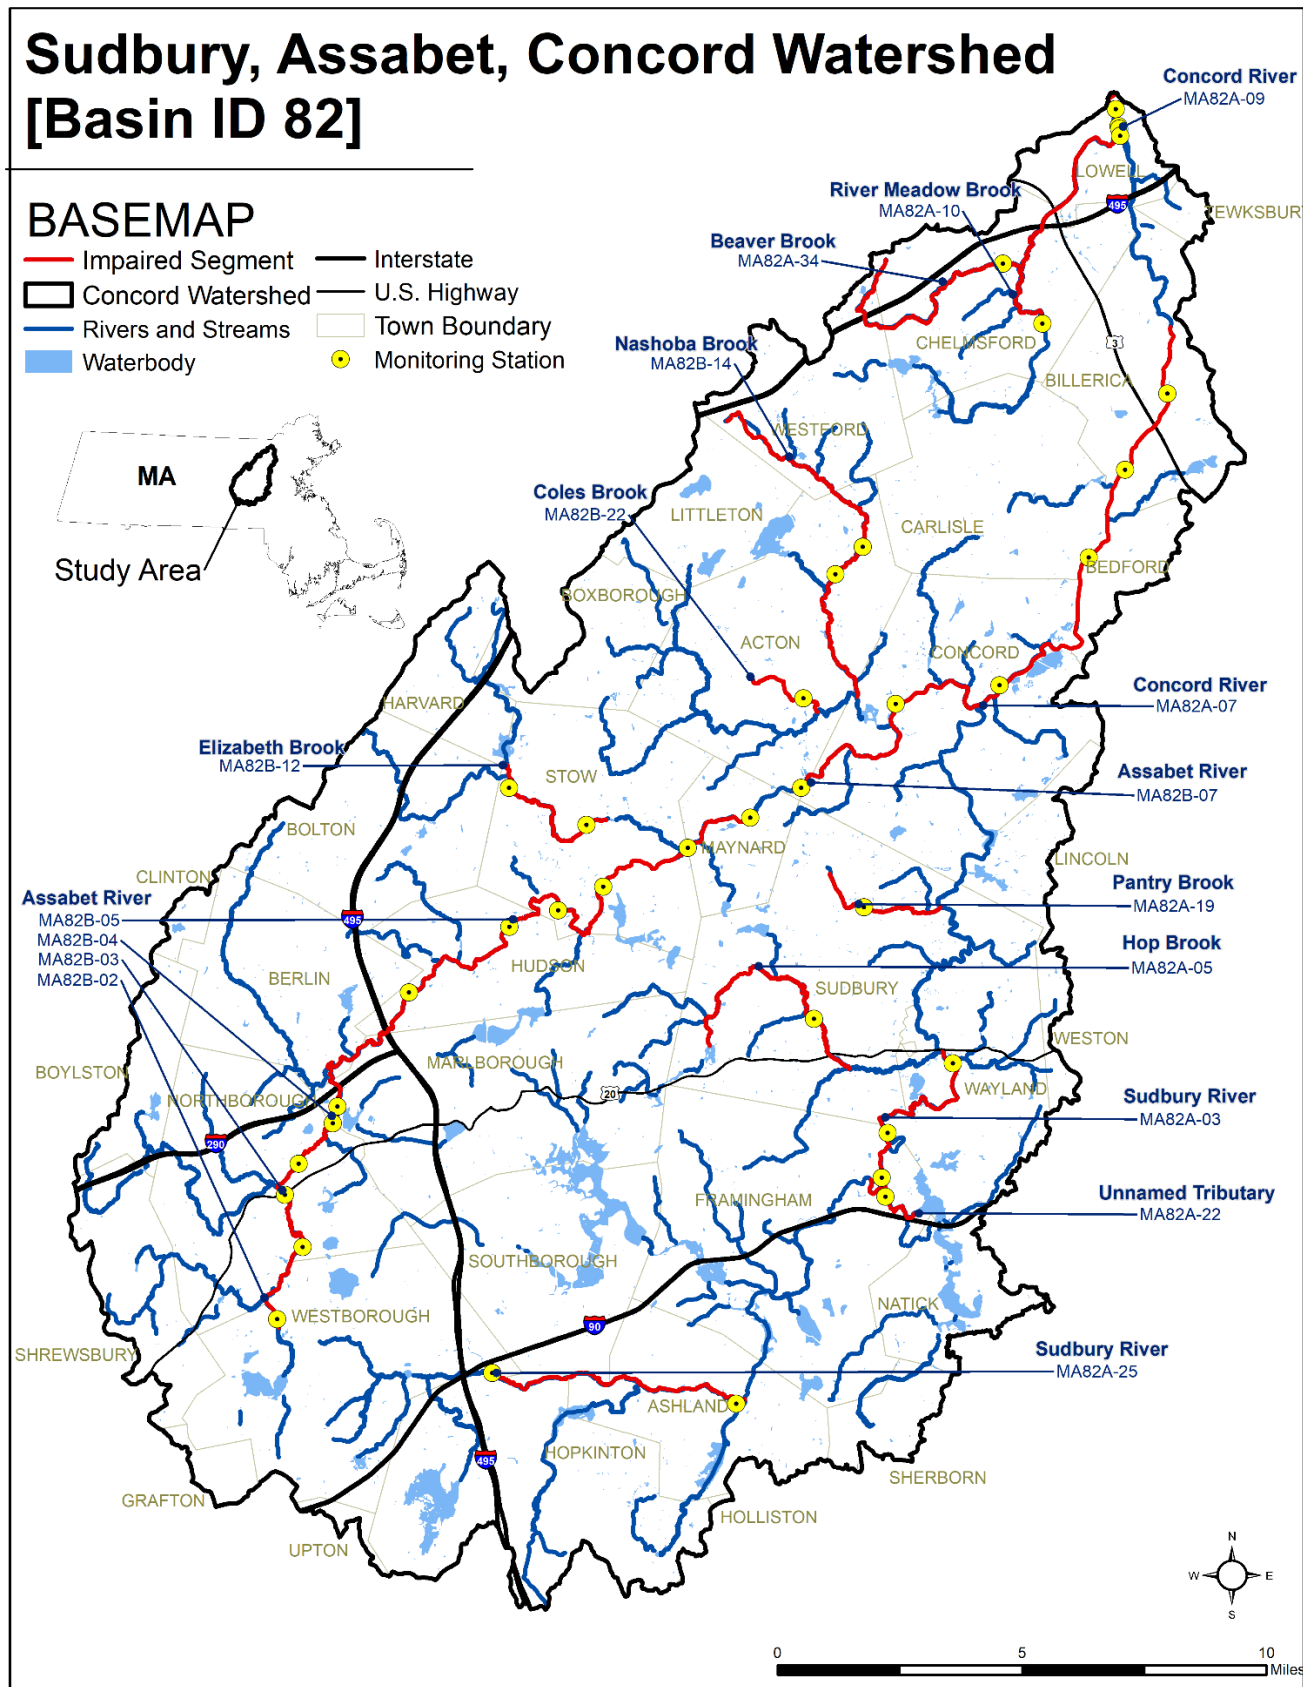 Sudbury, Assabet, Concord Watershed
[Basin ID 82]
BASEMAP
Impaired Segment
Interstate
Concord Watershed
U.S. Highway
Rivers and Streams
Town Boundary
Waterbody
Monitoring Station
MA
Study Area
Concord River
MA82A-09
LOWELL
495
TEWKSBURY
River Meadow Brook
MA82A-10
Beaver Brook
MA82A-34
CHELMSFORD
3
Nashoba Brook
MA82B-14
BILLERICA
WESTFORD
Coles Brook
MA82B-22
LITTLETON
CARLISLE
BEDFORD
BOXBOROUGH
ACTON
CONCORD
Concord River
MA82A-07
HARVARD
Elizabeth Brook
MA82B-12
STOW
Assabet River
MA82B-07
BOLTON
MAYNARD
LINCOLN
CLINTON
Pantry Brook
MA82A-19
Assabet River
MA82B-05
MA82B-04
MA82B-03
MA82B-02
495
Hop Brook
MA82A-05
HUDSON
BERLIN
SUDBURY
WESTON
MARLBOROUGH
BOYLSTON
WAYLAND
20
NORTHBOROUGH
Sudbury River
MA82A-03
290
FRAMINGHAM
Unnamed Tributary
MA82A-22
SOUTHBOROUGH
NATICK
WESTBOROUGH
90
SHREWSBURY
Sudbury River
MA82A-25
ASHLAND
HOPKINTON
495
SHERBORN
GRAFTON
HOLLISTON
UPTON
N
W
E
S
0
5
10
Miles